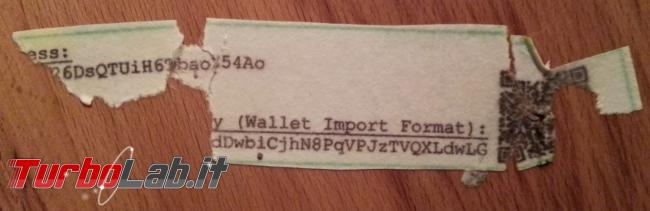 ess:
26DsQTUiH6
bao
54Ao
y (Wallet Import Format):
dDwbiCjhN8PqVPJzTVQXLdwLG
TurboLab.it